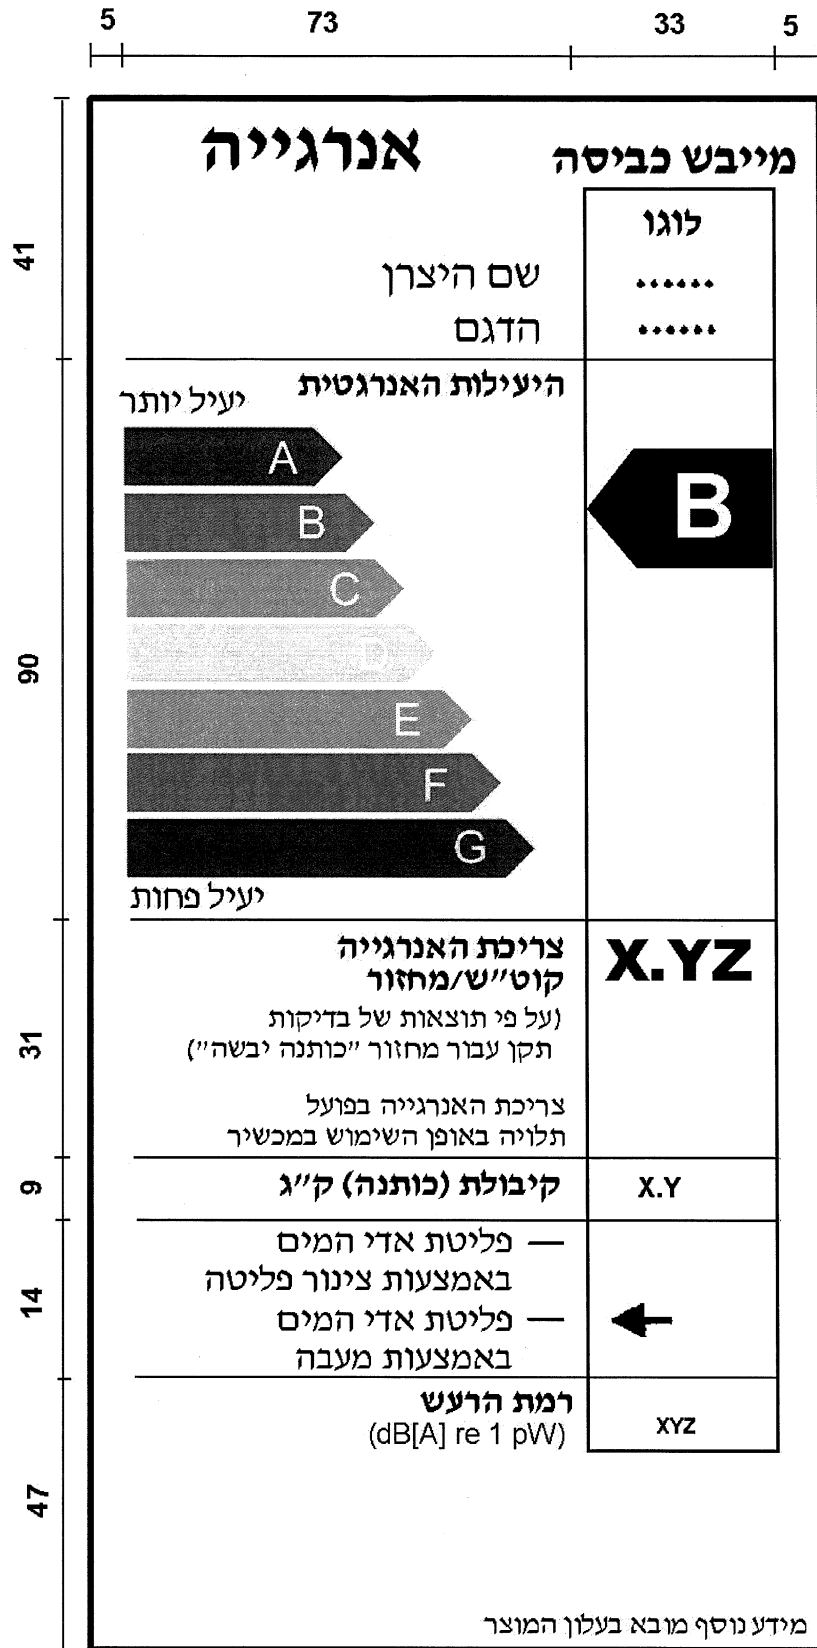 5 73 33 5
מייבש כביסה
אנרגייה
לוגו
שם היצרן ......
הדגם ......
היעילות האנרגטית
יעיל יותר
A
B
B
C
D
E
F
G
יעיל פחות
צריכת האנרגייה
קוט״ש/מחזור
X.YZ
(על פי תוצאות של בדיקות
תקן עבור מחזור ״כותנה יבשה״)
צריכת האנרגייה בפועל
תלויה באופן השימוש במכשיר
קיבולת (כותנה) ק״ג
X.Y
— פליטת אדי המים
באמצעות צינור פליטה
— פליטת אדי המים
באמצעות מעבה
רמת הרעש
(dB[A] re 1 pW)
XYZ
מידע נוסף מובא בעלון המוצר
41
90
31
9
14
47